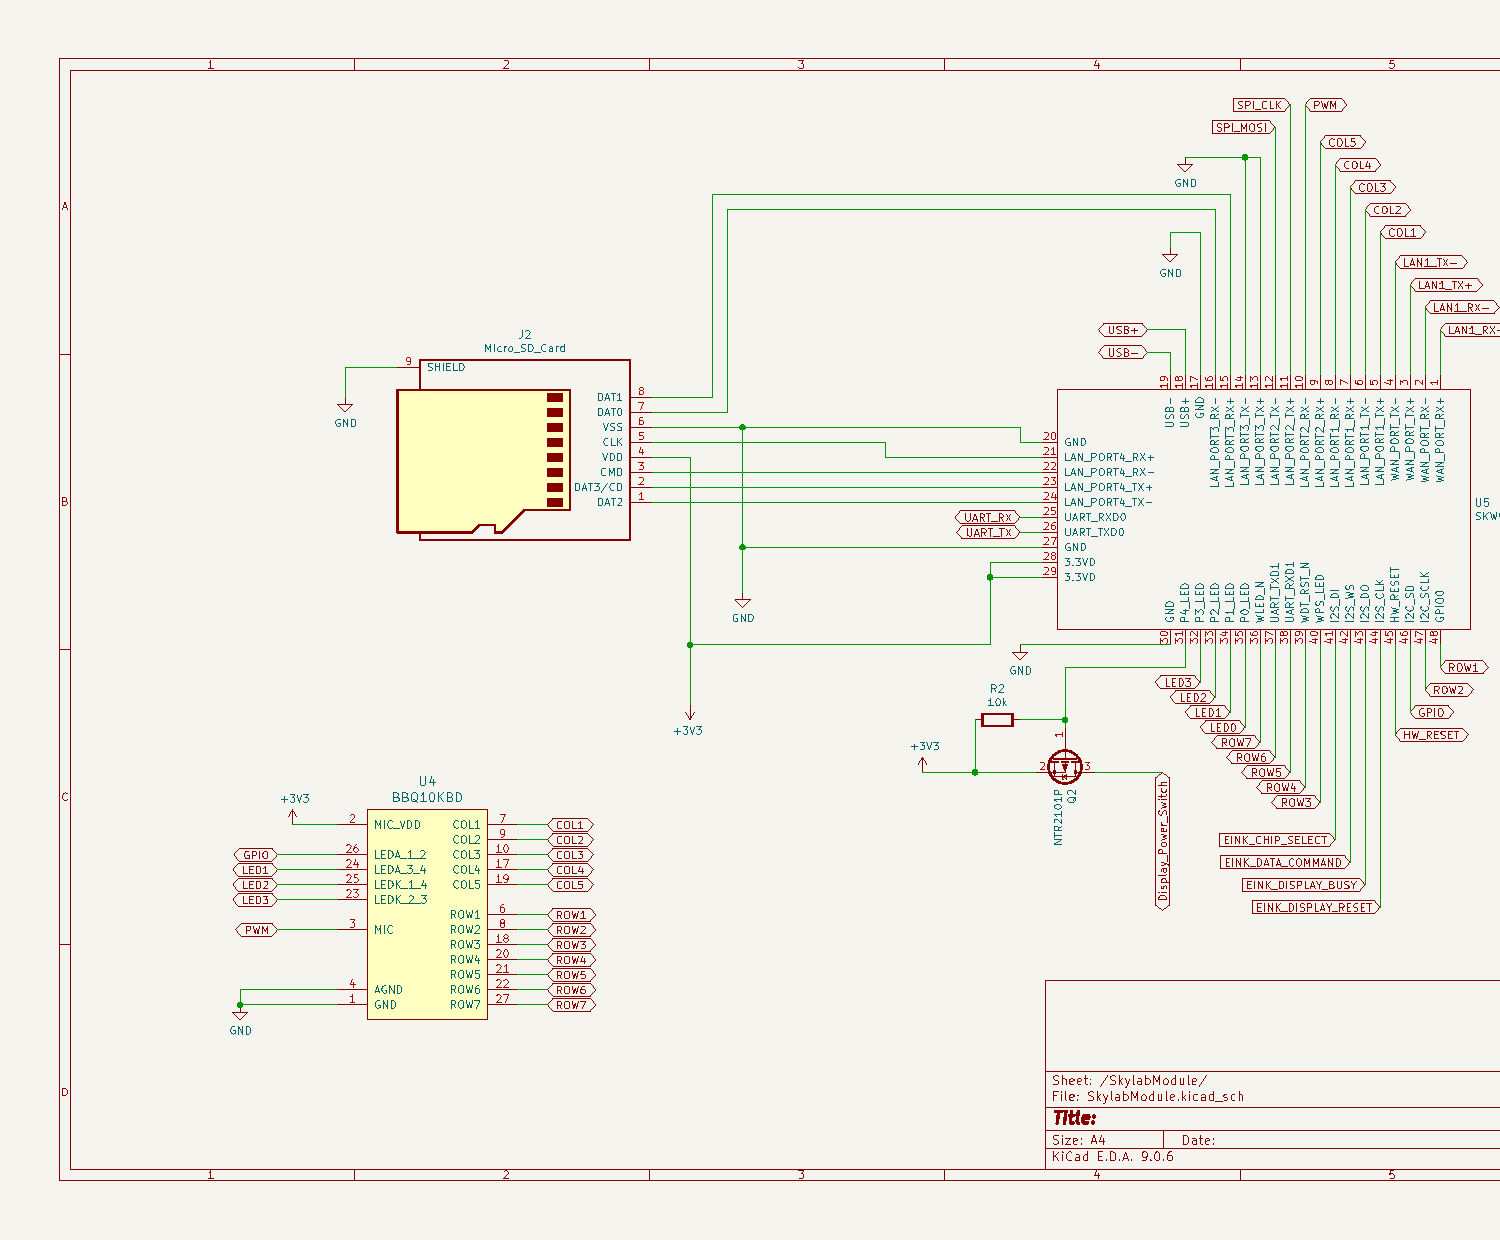 1 2 3 4 5
A
B
C
D
SPI_CLK
PWM
SPI_MOSI
COL5
COL4
COL3
COL2
COL1
GND
GND
LAN1_TX-
LAN1_TX+
LAN1_RX-
LAN1_RX-
USB+
USB-
J2
Micro_SD_Card
9
SHIELD
GND
DAT1 8
DAT0 7
VSS 6
CLK 5
VDD 4
CMD 3
DAT3/CD 2
DAT2 1
19 18 17 16 15 14 13 12 11 10 9 8 7 6 5 4 3 2 1
USB-
USB+
GND
LAN_PORT3_RX-
LAN_PORT3_RX+
LAN_PORT3_TX-
LAN_PORT3_TX+
LAN_PORT2_TX-
LAN_PORT2_TX+
LAN_PORT2_RX-
LAN_PORT2_RX+
LAN_PORT1_RX-
LAN_PORT1_RX+
LAN_PORT1_TX-
LAN_PORT1_TX+
WAN_PORT_TX-
WAN_PORT_TX+
WAN_PORT_RX-
WAN_PORT_RX+
20 GND
21 LAN_PORT4_RX+
22 LAN_PORT4_RX-
23 LAN_PORT4_TX+
24 LAN_PORT4_TX-
UART_RX 25 UART_RXD0
UART_TX 26 UART_TXD0
27 GND
28 3.3VD
29 3.3VD
U5
GND
P4_LED
P3_LED
P2_LED
P1_LED
P0_LED
WLED_N
UART_TXD1
UART_RXD1
WDT_RST_N
WPS_LED
I2S_DI
I2S_WS
I2S_DO
I2S_CLK
HW_RESET
I2C_SD
I2C_SCLK
GPIO0
30 31 32 33 34 35 36 37 38 39 40 41 42 43 44 45 46 47 48
GND
GND
+3V3
LED3
LED2
LED1
LED0
ROW7
ROW6
ROW5
ROW4
ROW3
ROW1
ROW2
GPIO
HW_RESET
EINK_CHIP_SELECT
EINK_DATA_COMMAND
EINK_DISPLAY_BUSY
EINK_DISPLAY_RESET
R2
10k
+3V3
1
2
3
NTR2101P
Q2
Display_Power_Switch
U4
BBQ10KBD
+3V3
2 MIC_VDD COL1 7 COL1
COL2 9 COL2
GPIO 26 LEDA_1_2 COL3 10 COL3
LED1 24 LEDA_3_4 COL4 17 COL4
LED2 25 LEDK_1_4 COL5 19 COL5
LED3 23 LEDK_2_3
ROW1 6 ROW1
PWM 3 MIC ROW2 8 ROW2
ROW3 18 ROW3
ROW4 20 ROW4
ROW5 21 ROW5
4 AGND ROW6 22 ROW6
1 GND ROW7 27 ROW7
GND
Sheet: /SkylabModule/
File: SkylabModule.kicad_sch
Title:
Size: A4 Date:
KiCad E.D.A. 9.0.6
1 2 3 4 5